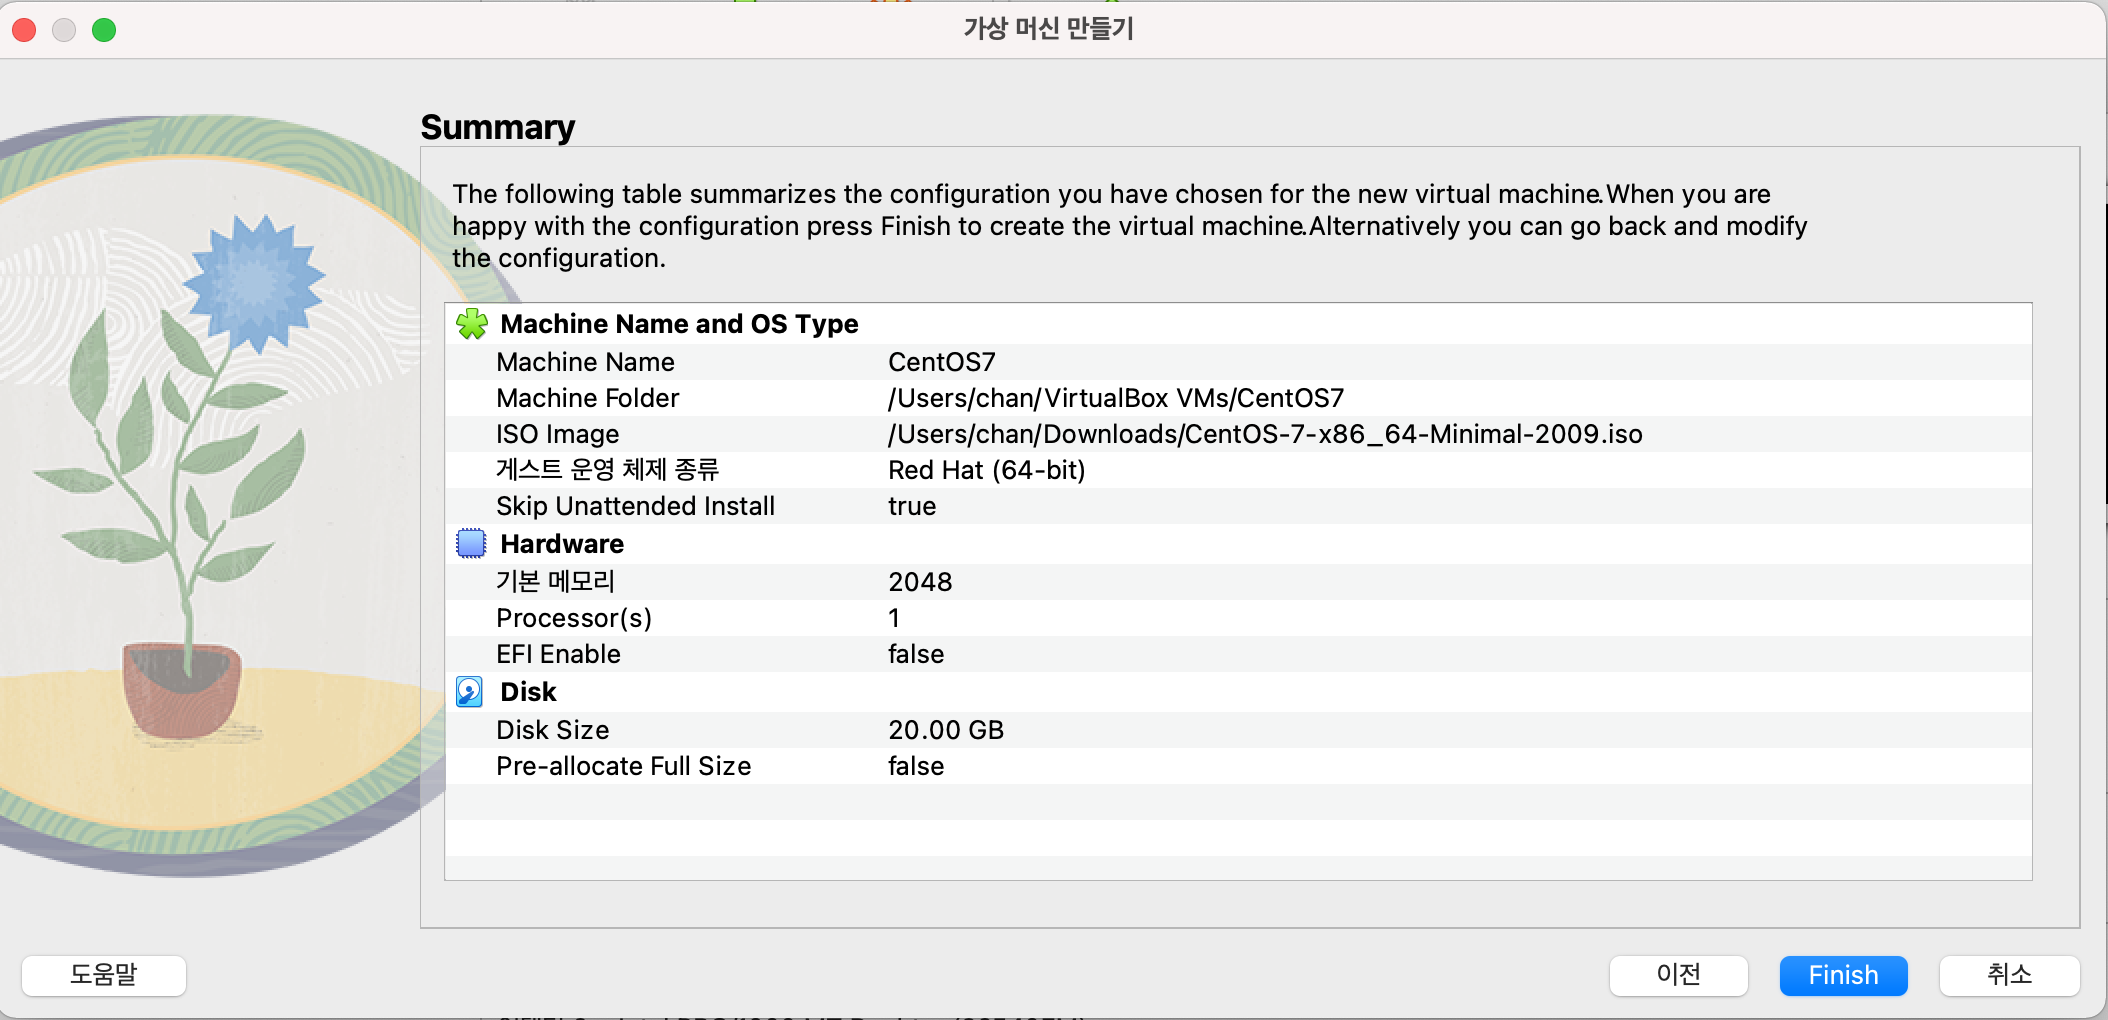 가상 머신 만들기
Summary
The following table summarizes the configuration you have chosen for the new virtual machine.When you are
happy with the configuration press Finish to create the virtual machine.Alternatively you can go back and modify
the configuration.
Machine Name and OS Type
Machine Name CentOS7
Machine Folder /Users/chan/VirtualBox VMs/CentOS7
ISO Image /Users/chan/Downloads/CentOS-7-x86_64-Minimal-2009.iso
게스트 운영 체제 종류 Red Hat (64-bit)
Skip Unattended Install true
Hardware
기본 메모리 2048
Processor(s) 1
EFI Enable false
Disk
Disk Size 20.00 GB
Pre-allocate Full Size false
도움말 이전 Finish 취소